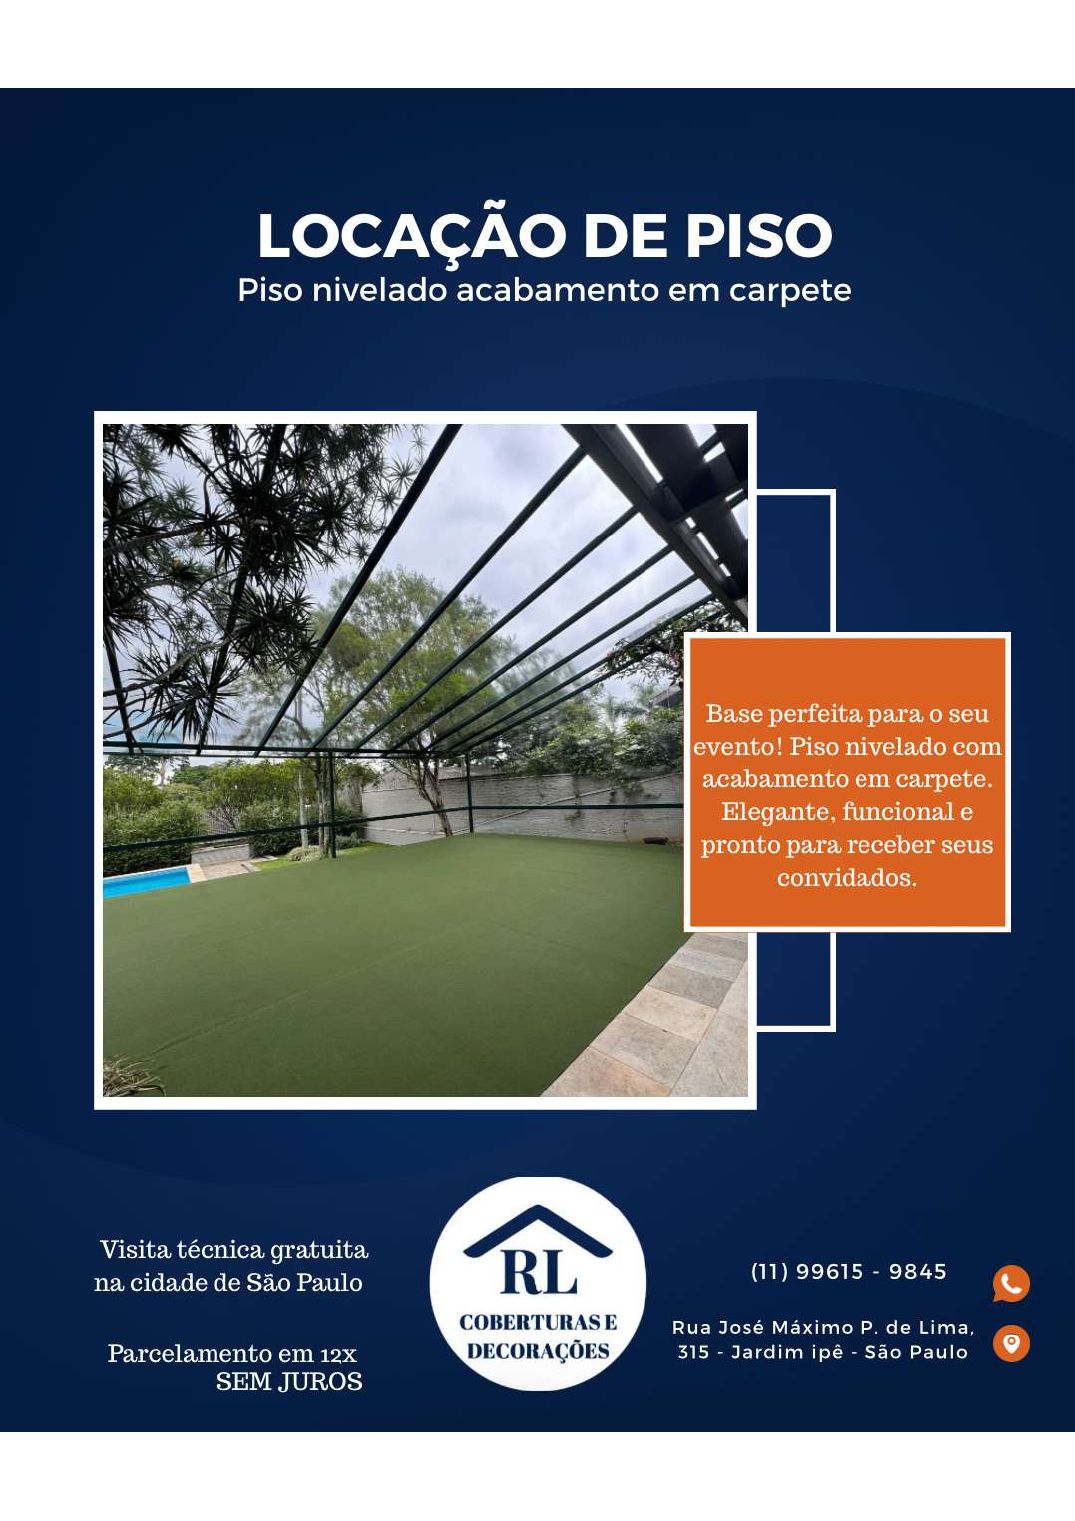 LOCAÇÃO DE PISO
Piso nivelado acabamento em carpete
Base perfeita para o seu
evento! Piso nivelado com
acabamento em carpete.
Elegante, funcional e
pronto para receber seus
convidados.
Visita técnica gratuita
na cidade de São Paulo
Parcelamento em 12x
SEM JUROS
RL
COBERTURAS E
DECORAÇÕES
(11) 99615 - 9845
Rua José Máximo P. de Lima,
315 - Jardim ipê - São Paulo